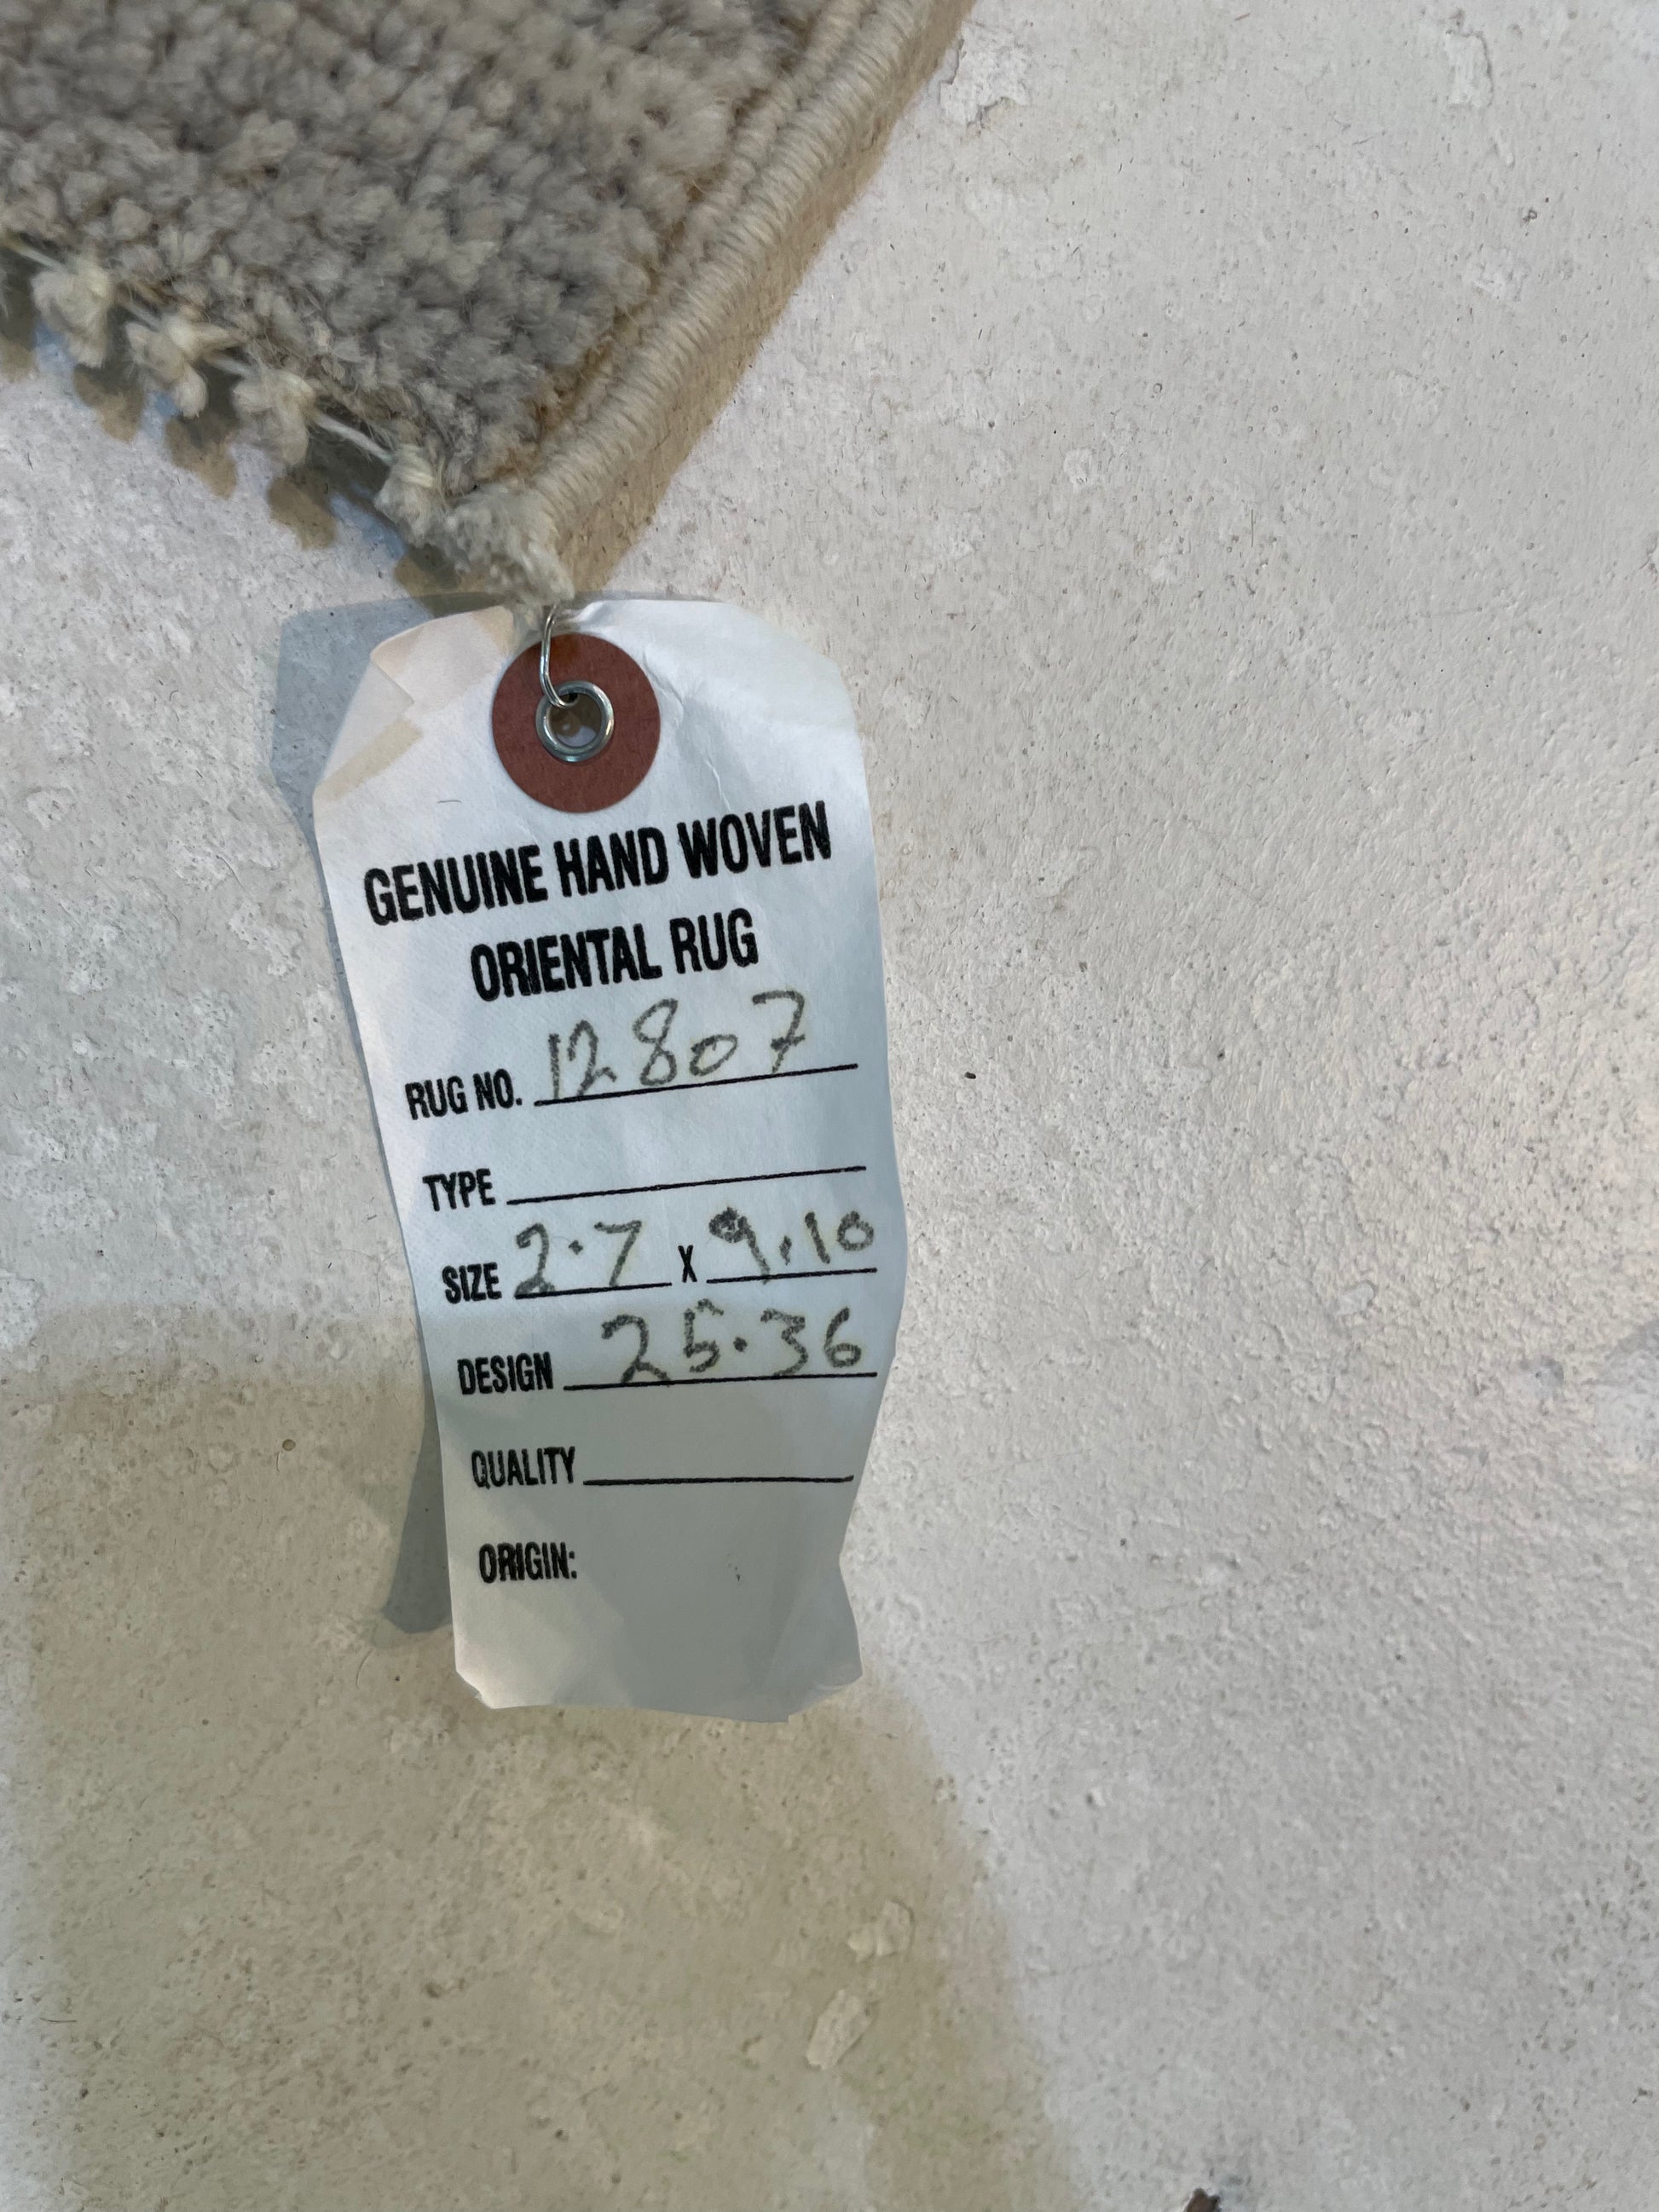 GENUINE HAND WOVEN
ORIENTAL RUG
RUG NO. 12807
TYPE
SIZE 2.7 X 9.10
DESIGN 25.36
QUALITY
ORIGIN: